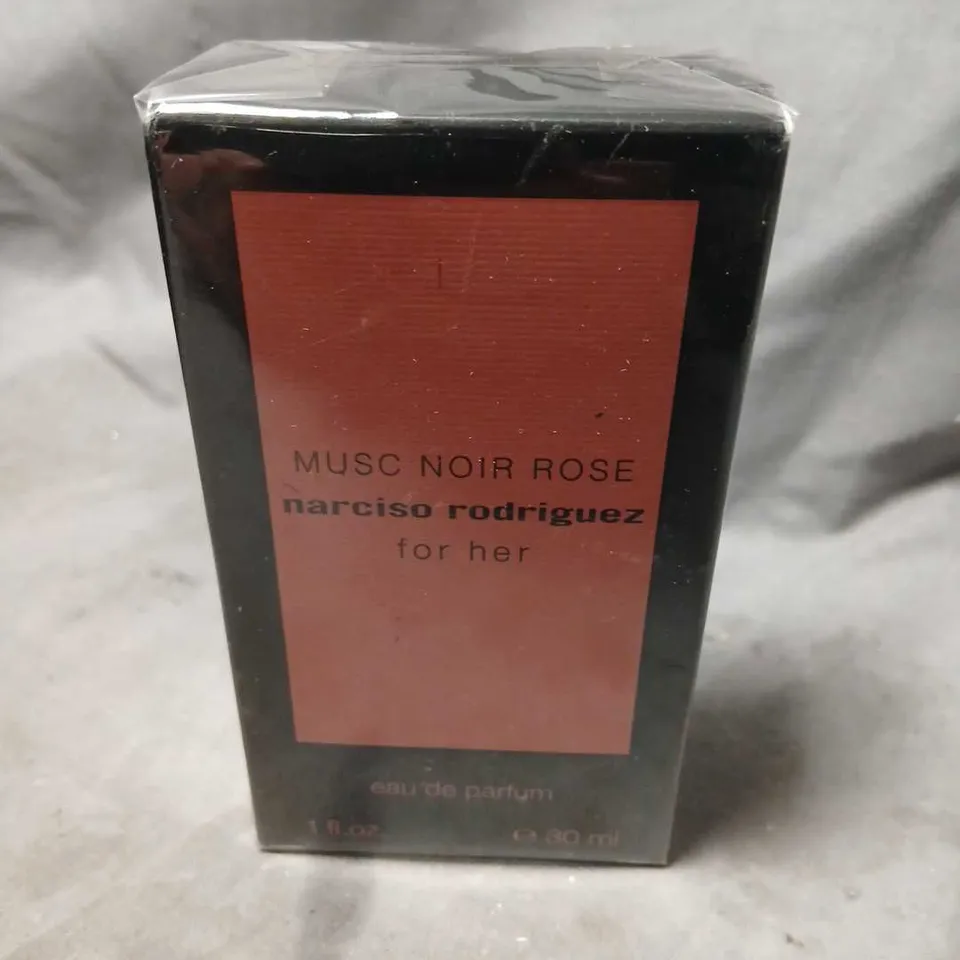 MUSC NOIR ROSE
narciso rodriguez
for her
eau de parfum
1 fl.oz. ℮ 30 ml